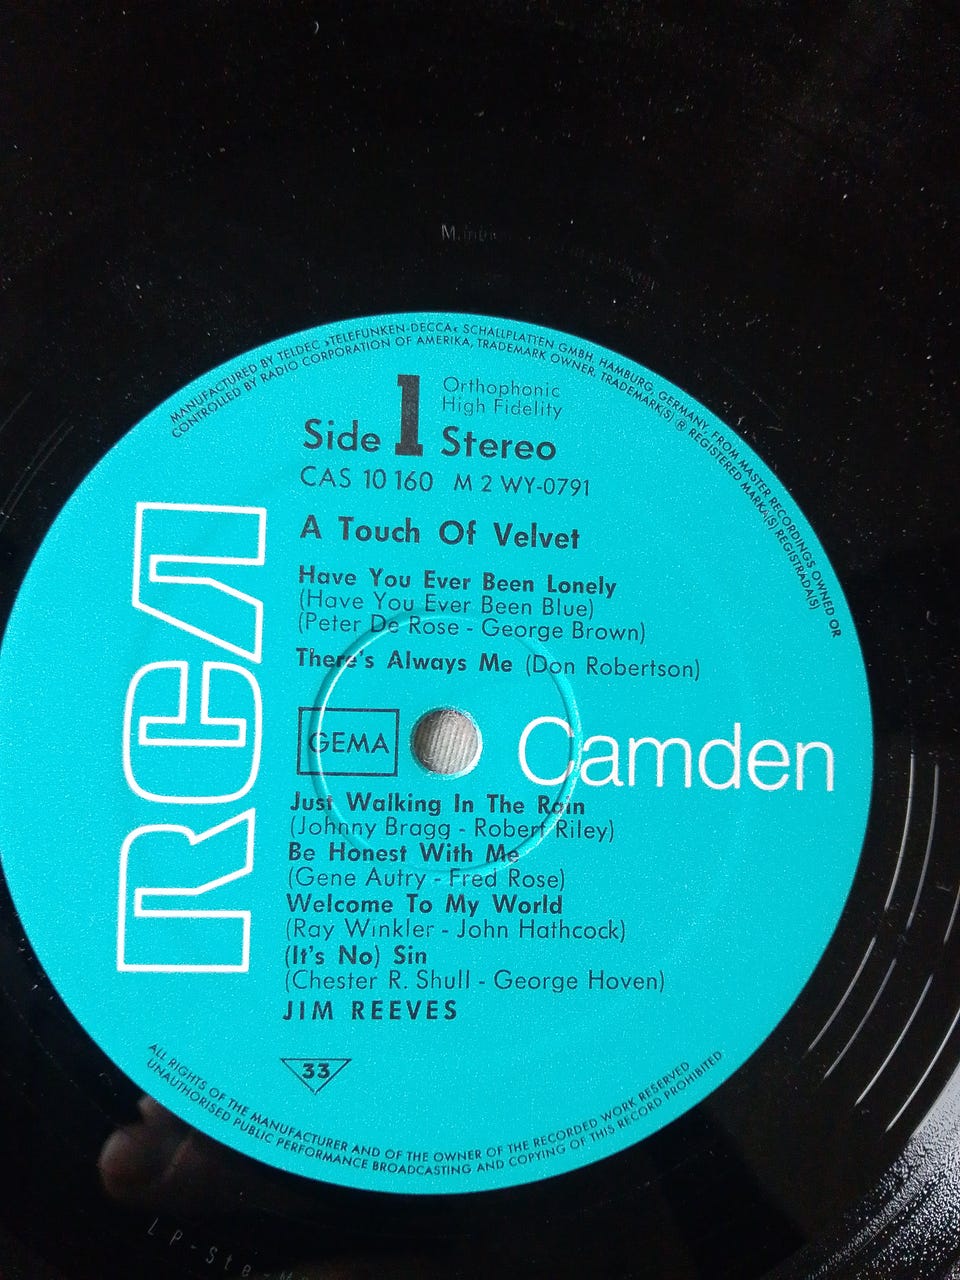 MANUFACTURED BY TELDEC »TELEFUNKEN-DECCA« SCHALLPLATTEN GMBH. HAMBURG, GERMANY, FROM MASTER RECORDINGS OWNED OR
CONTROLLED BY RADIO CORPORATION OF AMERIKA, TRADEMARK OWNER. TRADEMARK(S) ® REGISTERED MARKA(S) REGISTRADA(S)
Orthophonic
High Fidelity
Side 1 Stereo
CAS 10 160 M 2 WY-0791
A Touch Of Velvet
Have You Ever Been Lonely
(Have You Ever Been Blue)
(Peter De Rose - George Brown)
There's Always Me (Don Robertson)
RCA
GEMA
Camden
Just Walking In The Rain
(Johnny Bragg - Robert Riley)
Be Honest With Me
(Gene Autry - Fred Rose)
Welcome To My World
(Ray Winkler - John Hathcock)
(It's No) Sin
(Chester R. Shull - George Hoven)
JIM REEVES
33
ALL RIGHTS OF THE MANUFACTURER AND OF THE OWNER OF THE RECORDED WORK RESERVED
UNAUTHORISED PUBLIC PERFORMANCE BROADCASTING AND COPYING OF THIS RECORD PROHIBITED